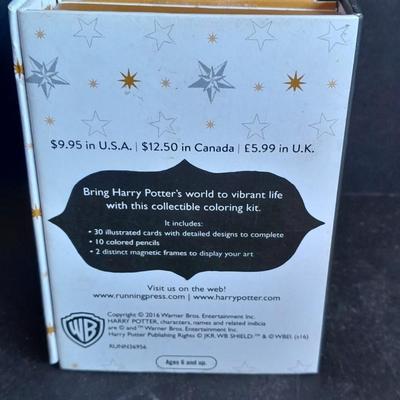 $9.95 in U.S.A. | $12.50 in Canada | £5.99 in U.K.
Bring Harry Potter's world to vibrant life
with this collectible coloring kit.
It includes:
• 30 illustrated cards with detailed designs to complete
• 10 colored pencils
• 2 distinct magnetic frames to display your art
Visit us on the web!
www.runningpress.com | www.harrypotter.com
WB
Copyright © 2016 Warner Bros. Entertainment Inc.
HARRY POTTER, characters, names and related indicia
are © and ™ Warner Bros. Entertainment Inc.
Harry Potter Publishing Rights © JKR. WB SHIELD: ™ & © WBEI. (s16)
RUNN36956
Ages 6 and up.